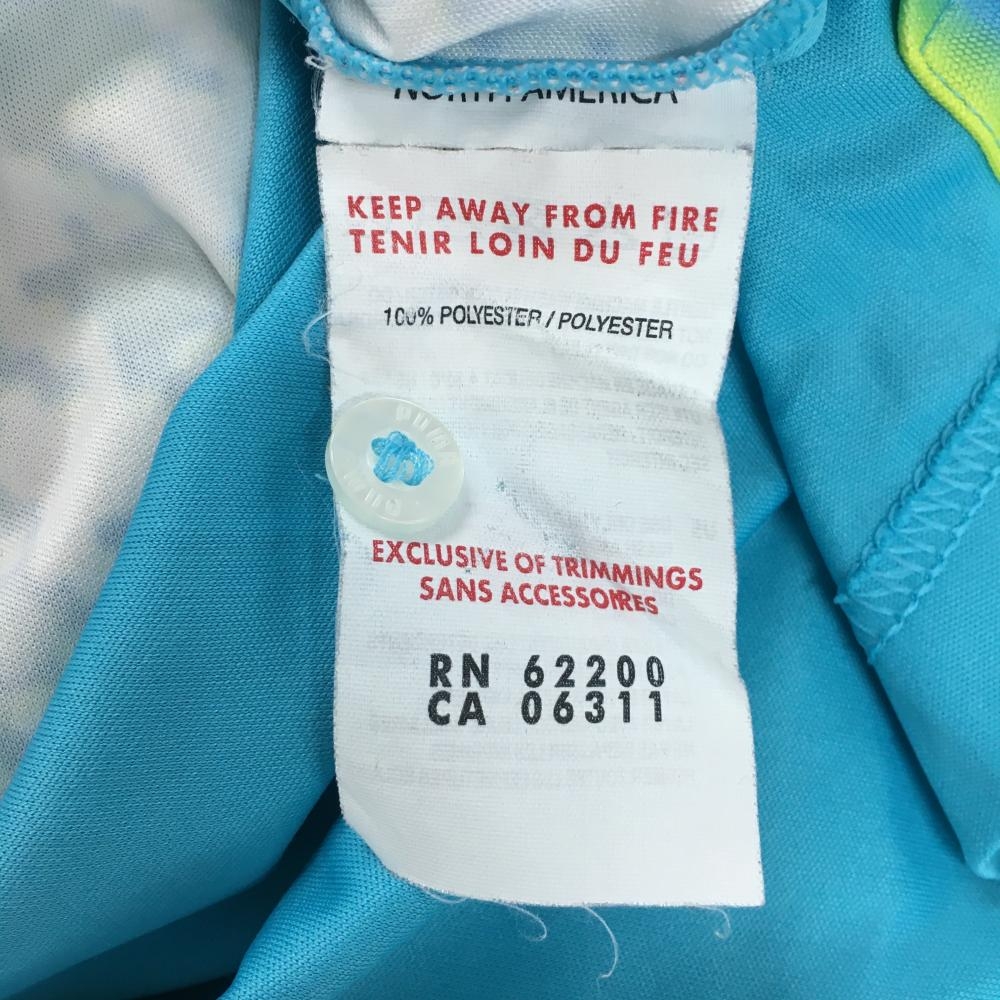 NORTH AMERICA
KEEP AWAY FROM FIRE
TENIR LOIN DU FEU
100% POLYESTER / POLYESTER
PUMA
PUMA
EXCLUSIVE OF TRIMMINGS
SANS ACCESSOIRES
RN 62200
CA 06311